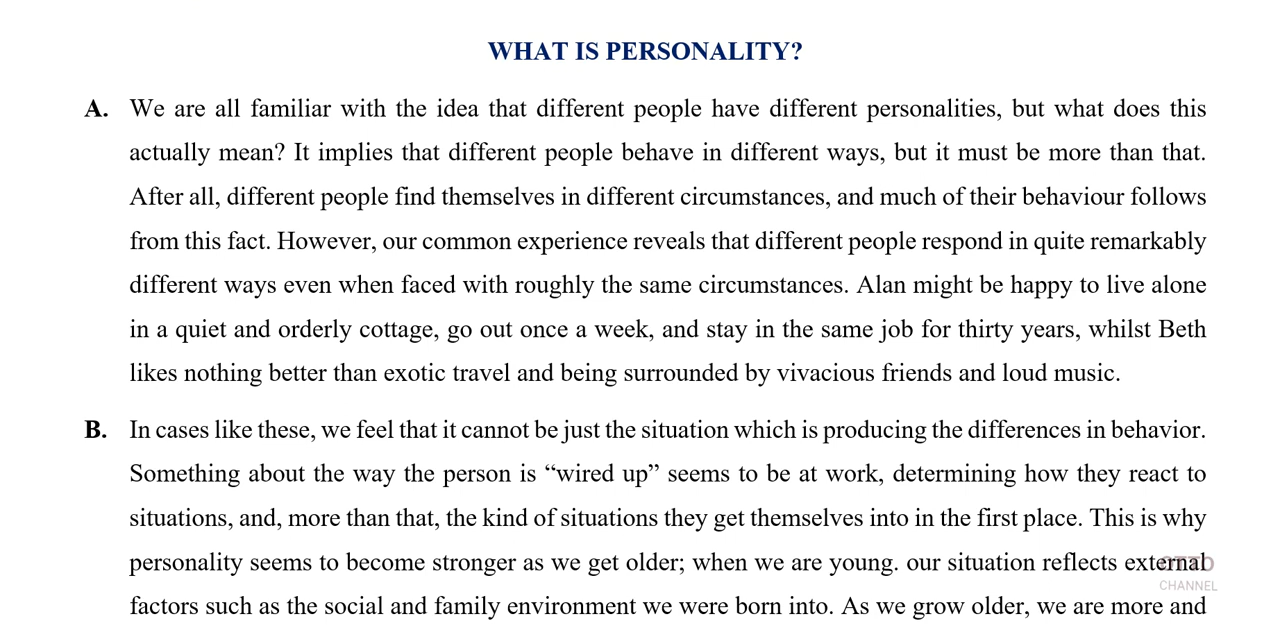 WHAT IS PERSONALITY?
A. We are all familiar with the idea that different people have different personalities, but what does this
actually mean? It implies that different people behave in different ways, but it must be more than that.
After all, different people find themselves in different circumstances, and much of their behaviour follows
from this fact. However, our common experience reveals that different people respond in quite remarkably
different ways even when faced with roughly the same circumstances. Alan might be happy to live alone
in a quiet and orderly cottage, go out once a week, and stay in the same job for thirty years, whilst Beth
likes nothing better than exotic travel and being surrounded by vivacious friends and loud music.
B. In cases like these, we feel that it cannot be just the situation which is producing the differences in behavior.
Something about the way the person is “wired up” seems to be at work, determining how they react to
situations, and, more than that, the kind of situations they get themselves into in the first place. This is why
personality seems to become stronger as we get older; when we are young. our situation reflects external
OTTO
CHANNEL
factors such as the social and family environment we were born into. As we grow older, we are more and